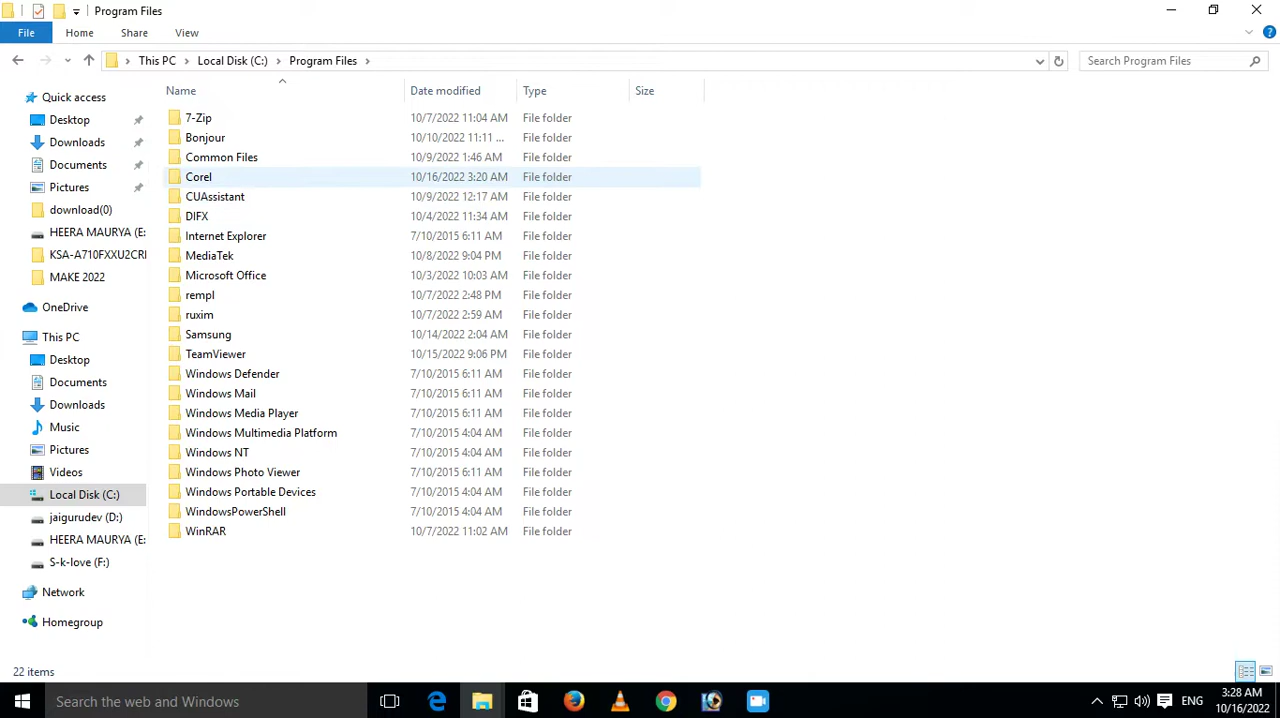 Program Files
File Home Share View
This PC Local Disk (C:) Program Files Search Program Files
Name Date modified Type Size
Quick access
Desktop
Downloads
Documents
Pictures
download(0)
HEERA MAURYA (E:
KSA-A710FXXU2CRI
MAKE 2022
OneDrive
This PC
Desktop
Documents
Downloads
Music
Pictures
Videos
Local Disk (C:)
jaigurudev (D:)
HEERA MAURYA (E:
S-k-love (F:)
Network
Homegroup
7-Zip 10/7/2022 11:04 AM File folder
Bonjour 10/10/2022 11:11 ... File folder
Common Files 10/9/2022 1:46 AM File folder
Corel 10/16/2022 3:20 AM File folder
CUAssistant 10/9/2022 12:17 AM File folder
DIFX 10/4/2022 11:34 AM File folder
Internet Explorer 7/10/2015 6:11 AM File folder
MediaTek 10/8/2022 9:04 PM File folder
Microsoft Office 10/3/2022 10:03 AM File folder
rempl 10/7/2022 2:48 PM File folder
ruxim 10/7/2022 2:59 AM File folder
Samsung 10/14/2022 2:04 AM File folder
TeamViewer 10/15/2022 9:06 PM File folder
Windows Defender 7/10/2015 6:11 AM File folder
Windows Mail 7/10/2015 6:11 AM File folder
Windows Media Player 7/10/2015 6:11 AM File folder
Windows Multimedia Platform 7/10/2015 4:04 AM File folder
Windows NT 7/10/2015 4:04 AM File folder
Windows Photo Viewer 7/10/2015 6:11 AM File folder
Windows Portable Devices 7/10/2015 4:04 AM File folder
WindowsPowerShell 7/10/2015 4:04 AM File folder
WinRAR 10/7/2022 11:02 AM File folder
22 items
Search the web and Windows ENG 3:28 AM
10/16/2022